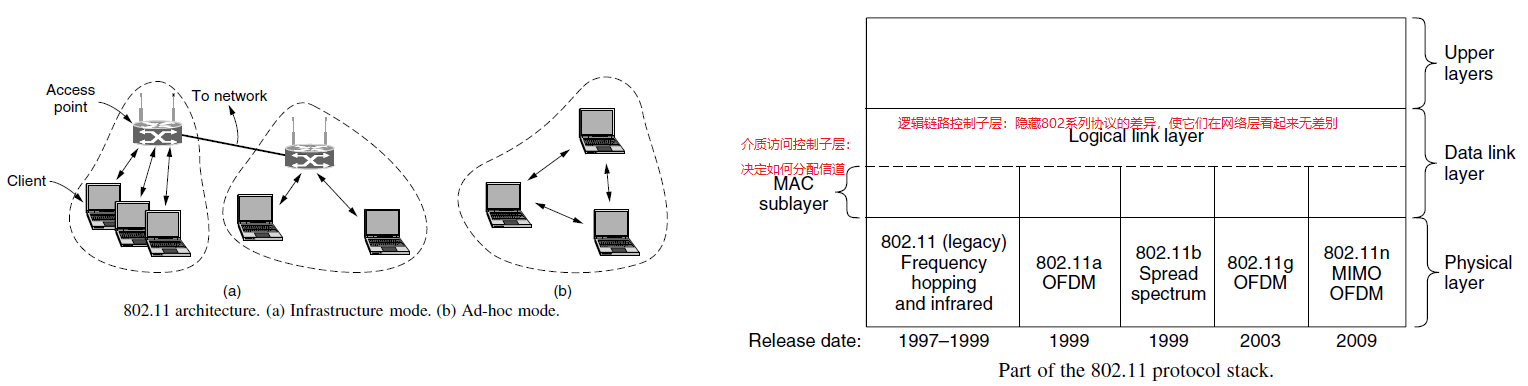 Access
point
To network
Client
(a)
(b)
802.11 architecture. (a) Infrastructure mode. (b) Ad-hoc mode.
Upper
layers
逻辑链路控制子层：隐藏802系列协议的差异，使它们在网络层看起来无差别
Logical link layer
介质访问控制子层：
决定如何分配信道
MAC
sublayer
Data link
layer
802.11 (legacy)
Frequency
hopping
and infrared
802.11a
OFDM
802.11b
Spread
spectrum
802.11g
OFDM
802.11n
MIMO
OFDM
Physical
layer
Release date: 1997–1999 1999 1999 2003 2009
Part of the 802.11 protocol stack.